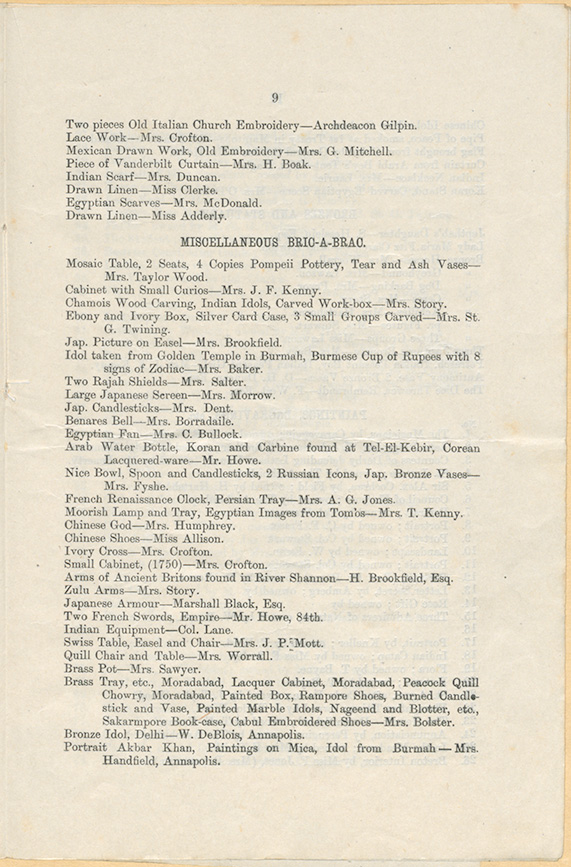 9
Two pieces Old Italian Church Embroidery—Archdeacon Gilpin.
Lace Work—Mrs. Crofton.
Mexican Drawn Work, Old Embroidery—Mrs. G. Mitchell.
Piece of Vanderbilt Curtain—Mrs. H. Boak.
Indian Scarf—Mrs. Duncan.
Drawn Linen—Miss Clerke.
Egyptian Scarves—Mrs. McDonald.
Drawn Linen—Miss Adderly.
MISCELLANEOUS BRIC-A-BRAC.
Mosaic Table, 2 Seats, 4 Copies Pompeii Pottery, Tear and Ash Vases—
Mrs. Taylor Wood.
Cabinet with Small Curios—Mrs. J. F. Kenny.
Chamois Wood Carving, Indian Idols, Carved Work-box—Mrs. Story.
Ebony and Ivory Box, Silver Card Case, 3 Small Groups Carved—Mrs. St.
G. Twining.
Jap. Picture on Easel—Mrs. Brookfield.
Idol taken from Golden Temple in Burmah, Burmese Cup of Rupees with 8
signs of Zodiac—Mrs. Baker.
Two Rajah Shields—Mrs. Salter.
Large Japanese Screen—Mrs. Morrow.
Jap. Candlesticks—Mrs. Dent.
Benares Bell—Mrs. Borradaile.
Egyptian Fan—Mrs. C. Bullock.
Arab Water Bottle, Koran and Carbine found at Tel-El-Kebir, Corean
Lacquered-ware—Mr. Howe.
Nice Bowl, Spoon and Candlesticks, 2 Russian Icons, Jap. Bronze Vases—
Mrs. Fyshe.
French Renaissance Clock, Persian Tray—Mrs. A. G. Jones.
Moorish Lamp and Tray, Egyptian Images from Tombs—Mrs. T. Kenny.
Chinese God—Mrs. Humphrey.
Chinese Shoes—Miss Allison.
Ivory Cross—Mrs. Crofton.
Small Cabinet, (1750)—Mrs. Crofton.
Arms of Ancient Britons found in River Shannon—H. Brookfield, Esq.
Zulu Arms—Mrs. Story.
Japanese Armour—Marshall Black, Esq.
Two French Swords, Empire—Mr. Howe, 84th.
Indian Equipment—Col. Lane.
Swiss Table, Easel and Chair—Mrs. J. P. Mott.
Quill Chair and Table—Mrs. Worrall.
Brass Pot—Mrs. Sawyer.
Brass Tray, etc., Moradabad, Lacquer Cabinet, Moradabad, Peacock Quill
Chowry, Moradabad, Painted Box, Rampore Shoes, Burned Candle-
stick and Vase, Painted Marble Idols, Nageend and Blotter, etc.,
Sakarmpore Book-case, Cabul Embroidered Shoes—Mrs. Bolster.
Bronze Idol, Delhi—W. DeBlois, Annapolis.
Portrait Akbar Khan, Paintings on Mica, Idol from Burmah—Mrs.
Handfield, Annapolis.